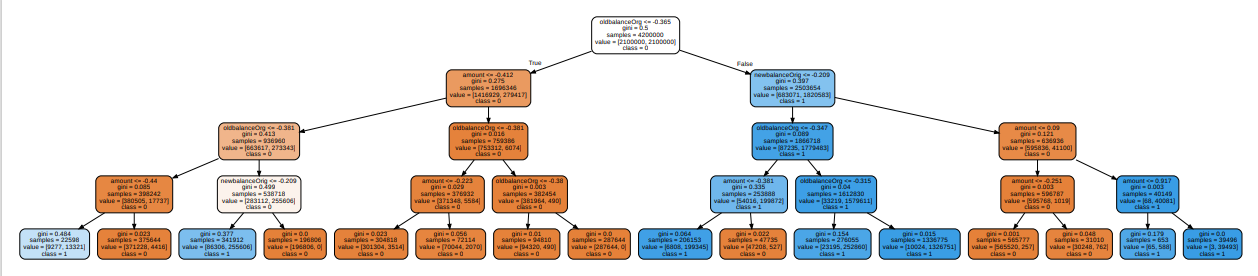 oldbalanceOrg <= -0.365
gini = 0.5
samples = 4200000
value = [2100000, 2100000]
class = 0
True
False
amount <= -0.412
gini = 0.275
samples = 1696346
value = [1416929, 279417]
class = 0
newbalanceOrig <= -0.209
gini = 0.397
samples = 2503654
value = [683071, 1820583]
class = 1
oldbalanceOrg <= -0.381
gini = 0.413
samples = 936960
value = [663617, 273343]
class = 0
oldbalanceOrg <= -0.381
gini = 0.016
samples = 759386
value = [753312, 6074]
class = 0
oldbalanceOrg <= -0.347
gini = 0.089
samples = 1866718
value = [87235, 1779483]
class = 1
amount <= 0.09
gini = 0.121
samples = 636936
value = [595836, 41100]
class = 0
amount <= -0.44
gini = 0.085
samples = 398242
value = [380505, 17737]
class = 0
newbalanceOrig <= -0.209
gini = 0.499
samples = 538718
value = [283112, 255606]
class = 0
amount <= -0.223
gini = 0.029
samples = 376932
value = [371348, 5584]
class = 0
oldbalanceOrg <= -0.38
gini = 0.003
samples = 382454
value = [381964, 490]
class = 0
amount <= -0.381
gini = 0.335
samples = 253888
value = [54016, 199872]
class = 1
oldbalanceOrg <= -0.315
gini = 0.04
samples = 1612830
value = [33219, 1579611]
class = 1
amount <= -0.251
gini = 0.003
samples = 596787
value = [595768, 1019]
class = 0
amount <= 0.917
gini = 0.003
samples = 40149
value = [68, 40081]
class = 1
gini = 0.484
samples = 22598
value = [9277, 13321]
class = 1
gini = 0.023
samples = 375644
value = [371228, 4416]
class = 0
gini = 0.377
samples = 341912
value = [86306, 255606]
class = 1
gini = 0.0
samples = 196806
value = [196806, 0]
class = 0
gini = 0.023
samples = 304818
value = [301304, 3514]
class = 0
gini = 0.056
samples = 72114
value = [70044, 2070]
class = 0
gini = 0.01
samples = 94810
value = [94320, 490]
class = 0
gini = 0.0
samples = 287644
value = [287644, 0]
class = 0
gini = 0.064
samples = 206153
value = [6808, 199345]
class = 1
gini = 0.022
samples = 47735
value = [47208, 527]
class = 0
gini = 0.154
samples = 276055
value = [23195, 252860]
class = 1
gini = 0.015
samples = 1336775
value = [10024, 1326751]
class = 1
gini = 0.001
samples = 565777
value = [565520, 257]
class = 0
gini = 0.048
samples = 31010
value = [30248, 762]
class = 0
gini = 0.179
samples = 653
value = [65, 588]
class = 1
gini = 0.0
samples = 39496
value = [3, 39493]
class = 1